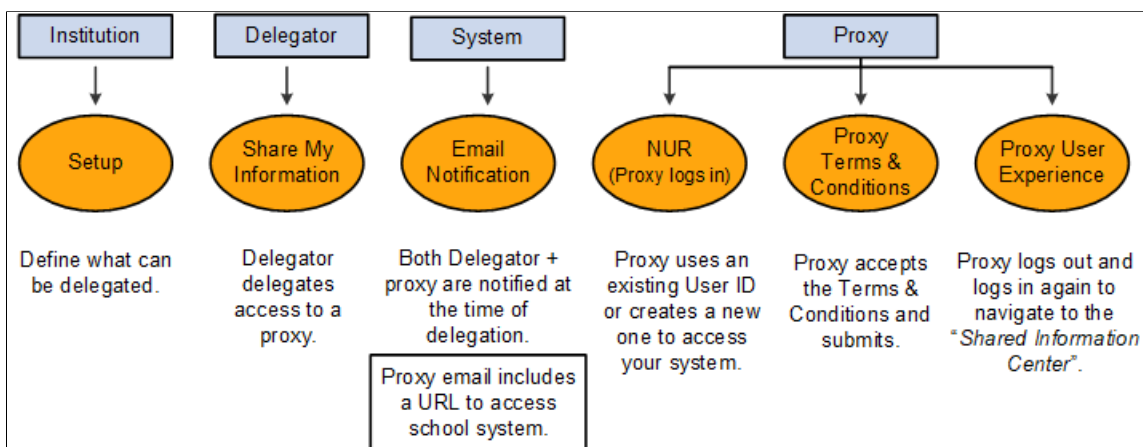 Institution
Delegator
System
Proxy
Setup
Share My
Information
Email
Notification
NUR
(Proxy logs in)
Proxy
Terms &
Conditions
Proxy User
Experience
Define what can
be delegated.
Delegator
delegates
access to a
proxy.
Both Delegator +
proxy are notified at
the time of
delegation.
Proxy email includes
a URL to access
school system.
Proxy uses an
existing User ID
or creates a new
one to access
your system.
Proxy accepts
the Terms &
Conditions and
submits.
Proxy logs out and
logs in again to
navigate to the
“Shared Information
Center”.